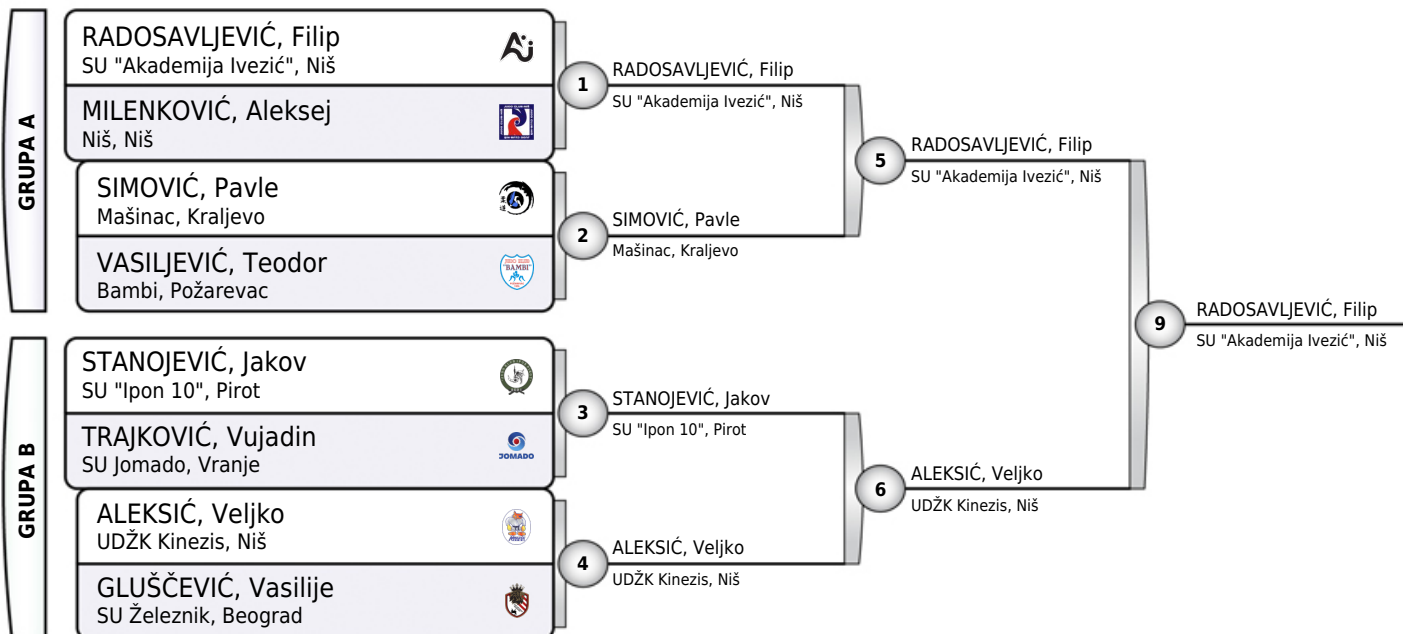 GRUPA A
RADOSAVLJEVIĆ, Filip
SU "Akademija Ivezić", Niš
MILENKOVIĆ, Aleksej
Niš, Niš
SIMOVIĆ, Pavle
Mašinac, Kraljevo
VASILJEVIĆ, Teodor
Bambi, Požarevac
"BAMBI"
GRUPA B
STANOJEVIĆ, Jakov
SU "Ipon 10", Pirot
TRAJKOVIĆ, Vujadin
SU Jomado, Vranje
JOMADO
ALEKSIĆ, Veljko
UDŽK Kinezis, Niš
GLUŠČEVIĆ, Vasilije
SU Železnik, Beograd
1
RADOSAVLJEVIĆ, Filip
SU "Akademija Ivezić", Niš
2
SIMOVIĆ, Pavle
Mašinac, Kraljevo
3
STANOJEVIĆ, Jakov
SU "Ipon 10", Pirot
4
ALEKSIĆ, Veljko
UDŽK Kinezis, Niš
5
RADOSAVLJEVIĆ, Filip
SU "Akademija Ivezić", Niš
6
ALEKSIĆ, Veljko
UDŽK Kinezis, Niš
9
RADOSAVLJEVIĆ, Filip
SU "Akademija Ivezić", Niš